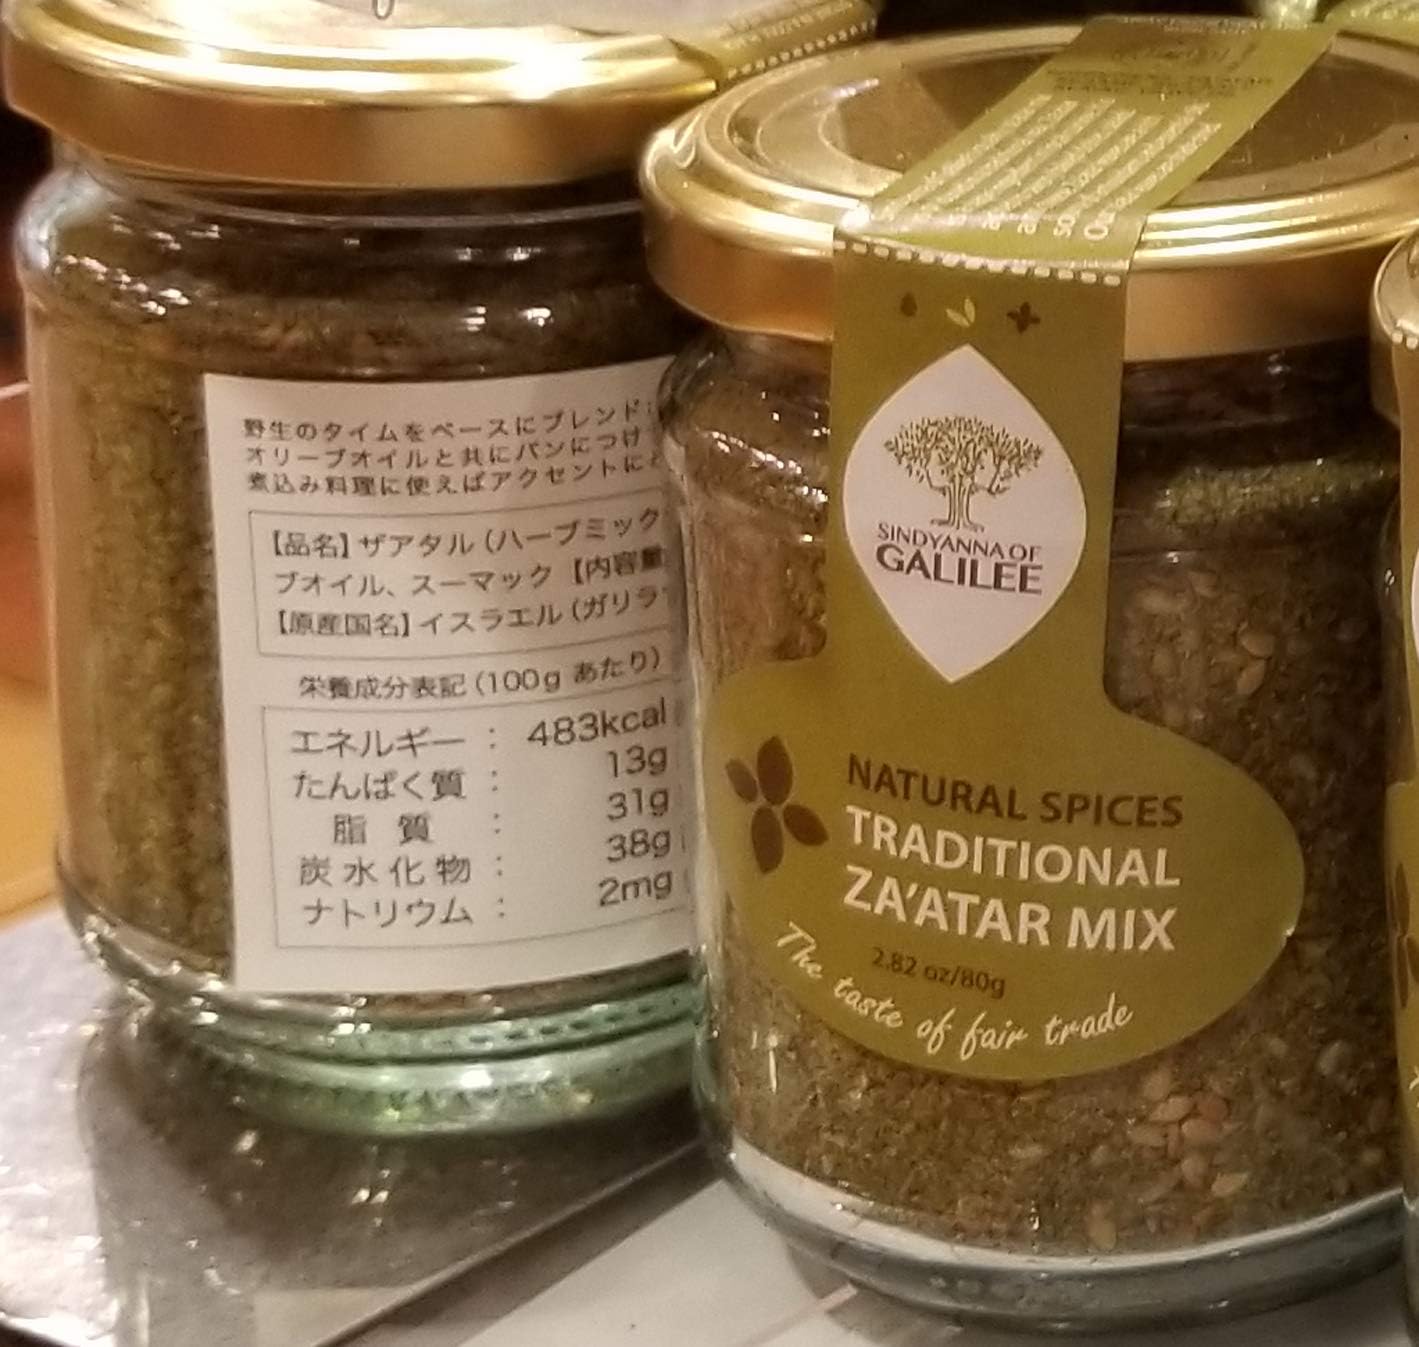 野生のタイムをベースにブレンド
オリーブオイルと共にパンにつけ
煮込み料理に使えばアクセントに
【品名】ザアタル(ハーブミック
ブオイル、スーマック【内容量
【原産国名】イスラエル(ガリラ
栄養成分表記(100g あたり)
エネルギー : 483kcal
たんぱく質 : 13g
脂 質 : 31g
炭水化物 : 38g
ナトリウム : 2mg
SINDYANNA OF
GALILEE
NATURAL SPICES
TRADITIONAL
ZA'ATAR MIX
2.82 oz/80g
The taste of fair trade